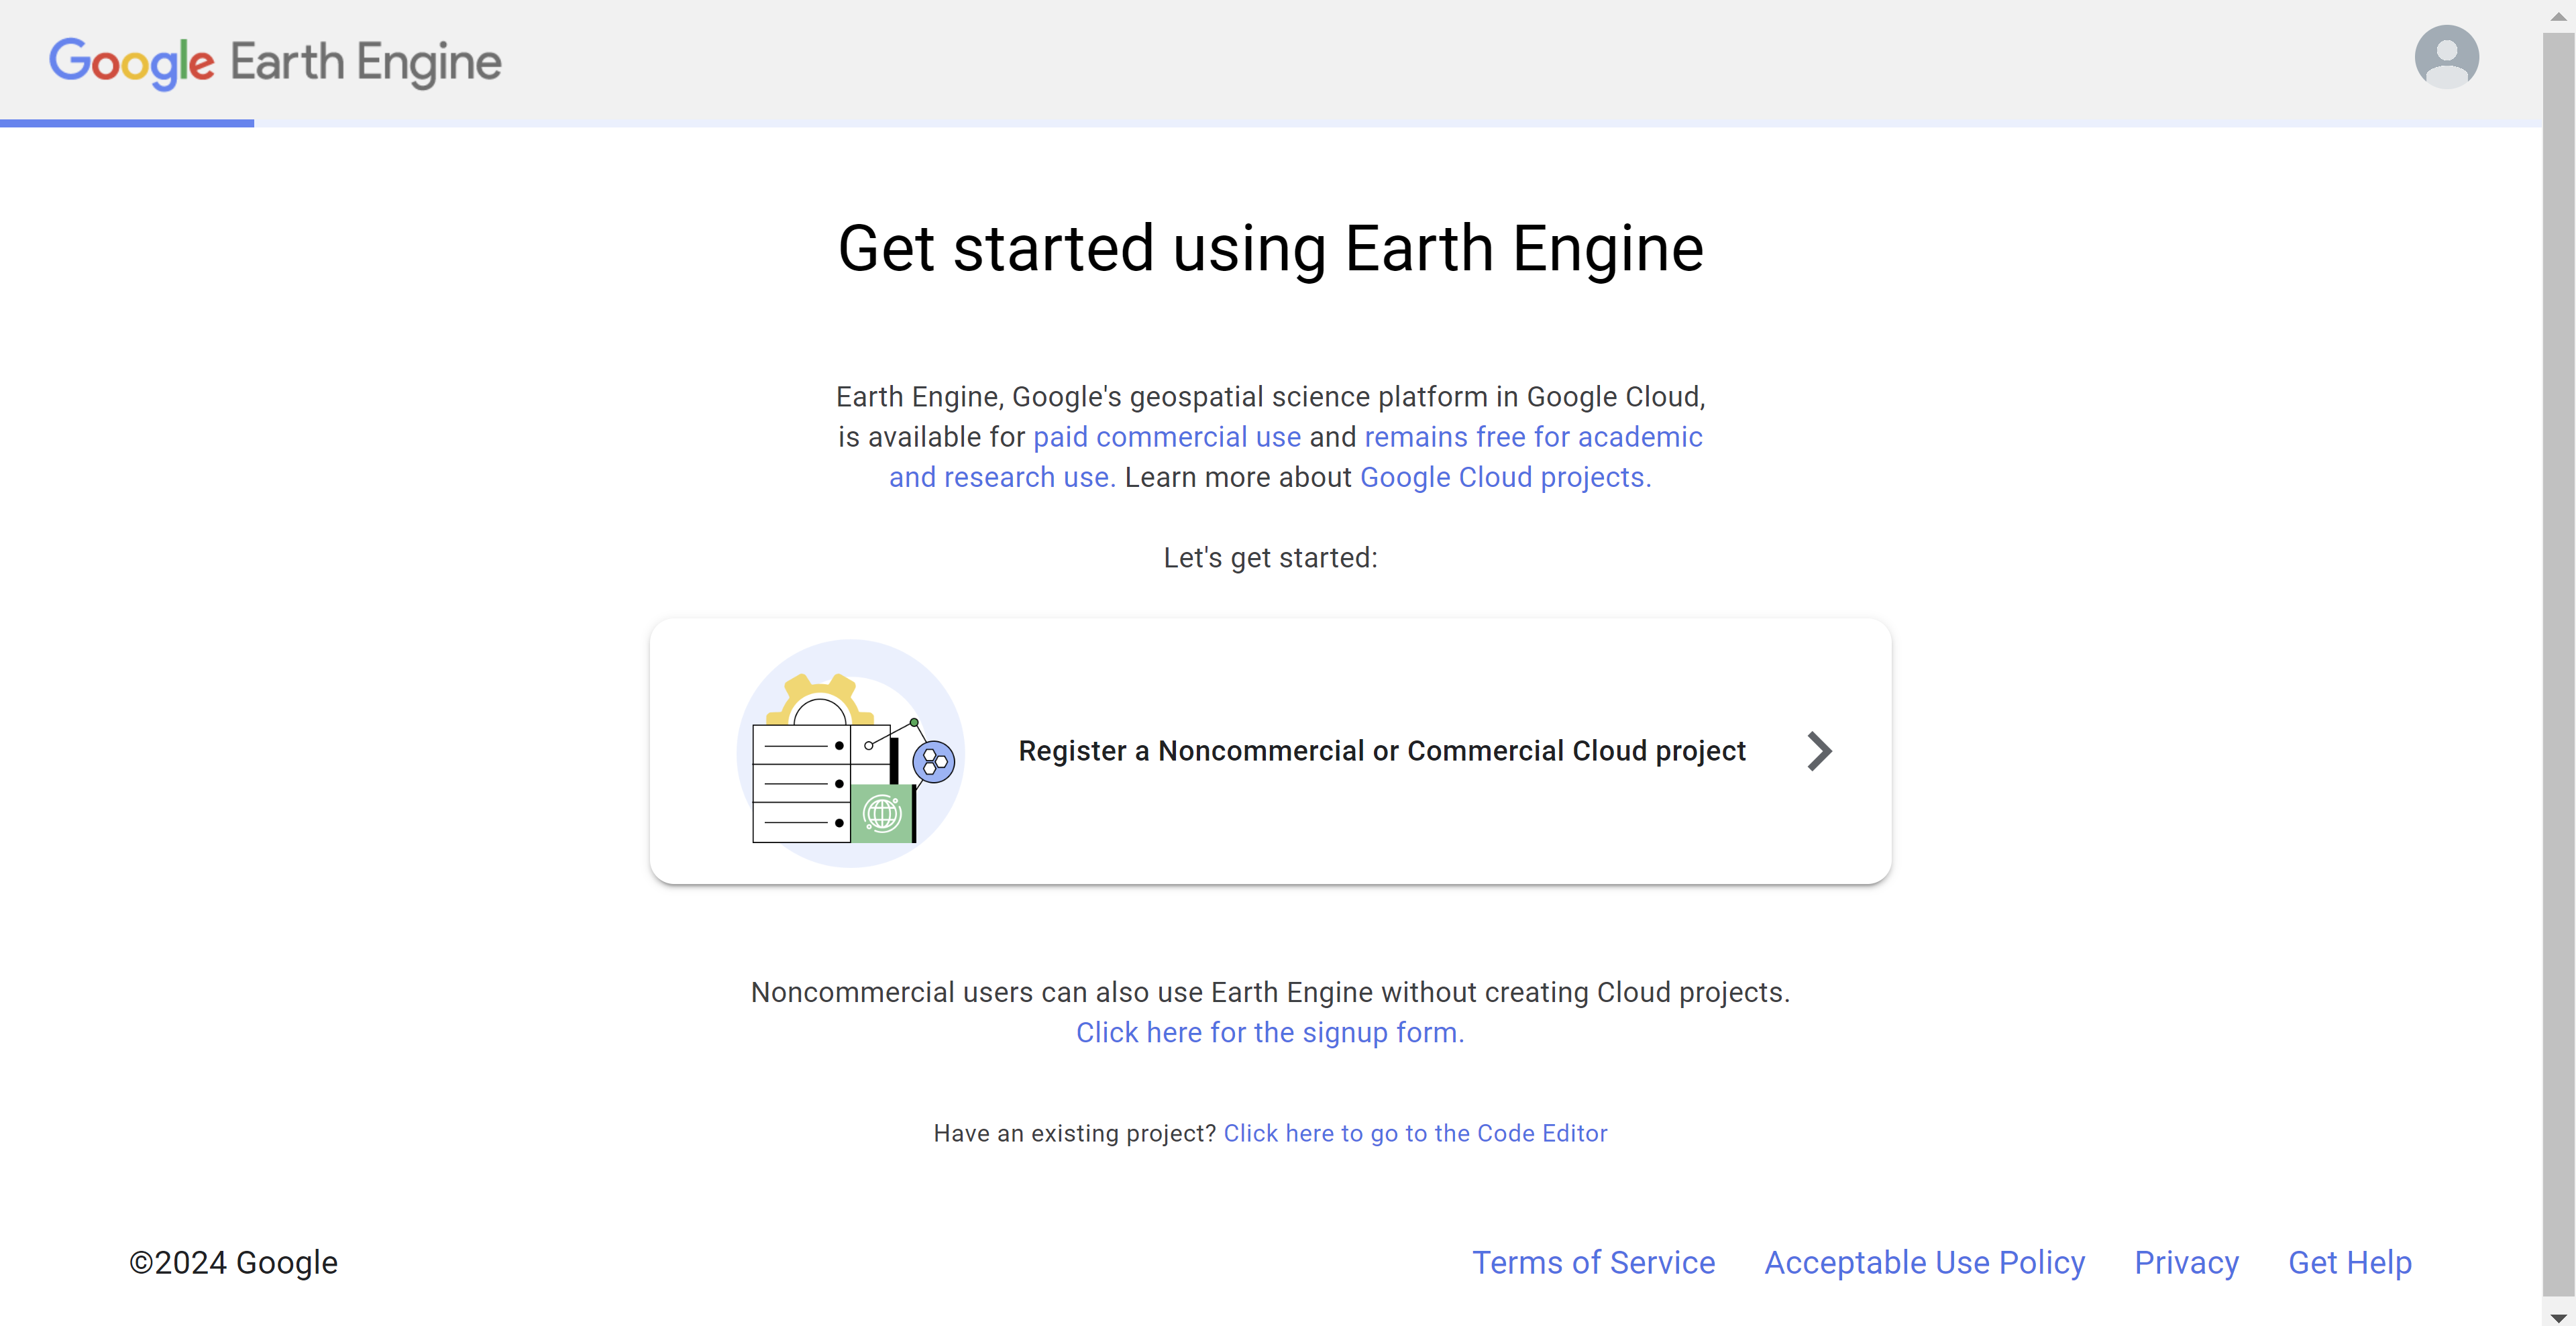 Google Earth Engine
Get started using Earth Engine
Earth Engine, Google's geospatial science platform in Google Cloud,
is available for paid commercial use and remains free for academic
and research use. Learn more about Google Cloud projects.
Let's get started:
Register a Noncommercial or Commercial Cloud project
Noncommercial users can also use Earth Engine without creating Cloud projects.
Click here for the signup form.
Have an existing project? Click here to go to the Code Editor
©2024 Google Terms of Service Acceptable Use Policy Privacy Get Help